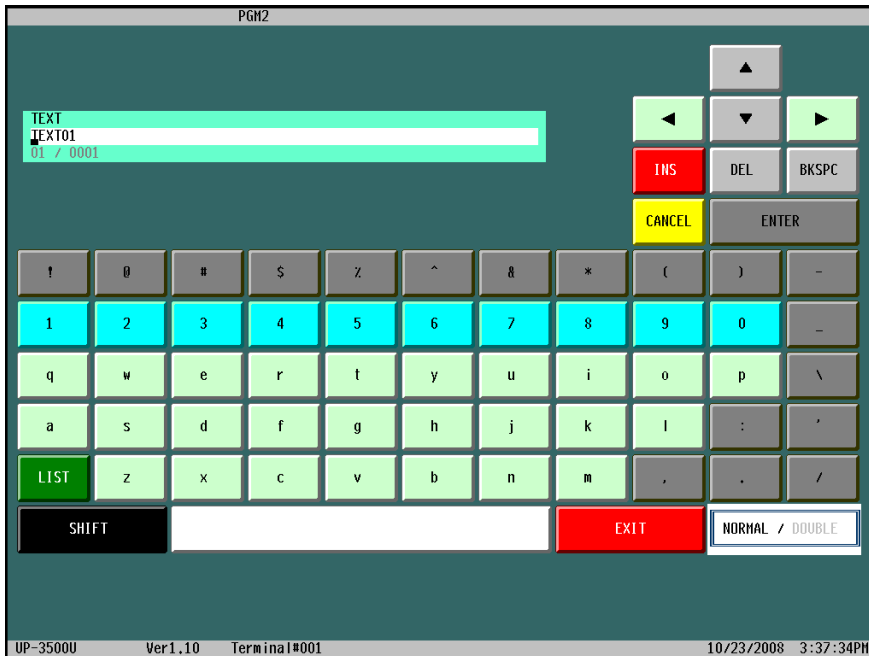 PGM2
TEXT
TEXT01
01 / 0001
INS DEL BKSPC
CANCEL ENTER
! @ # $ % ^ & * ( ) -
1 2 3 4 5 6 7 8 9 0 _
q w e r t y u i o p \
a s d f g h j k l : '
LIST z x c v b n m , . /
SHIFT EXIT NORMAL / DOUBLE
UP-3500U Ver1.10 Terminal#001 10/23/2008 3:37:34PM